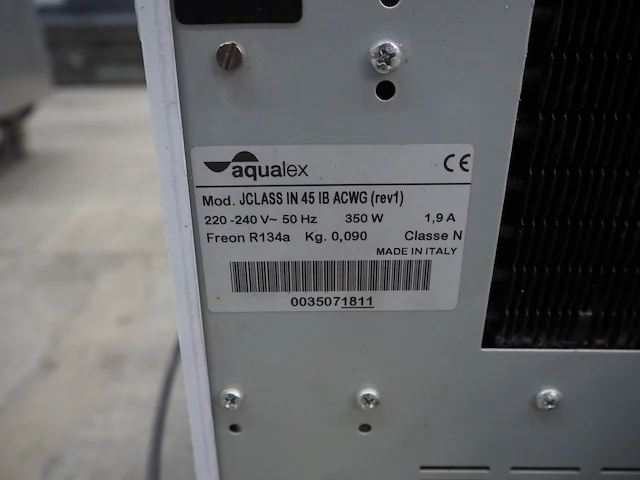 aqualex CE
Mod. JCLASS IN 45 IB ACWG (rev1)
220 -240 V~ 50 Hz 350 W 1,9 A
Freon R134a Kg. 0,090 Classe N
MADE IN ITALY
0035071811